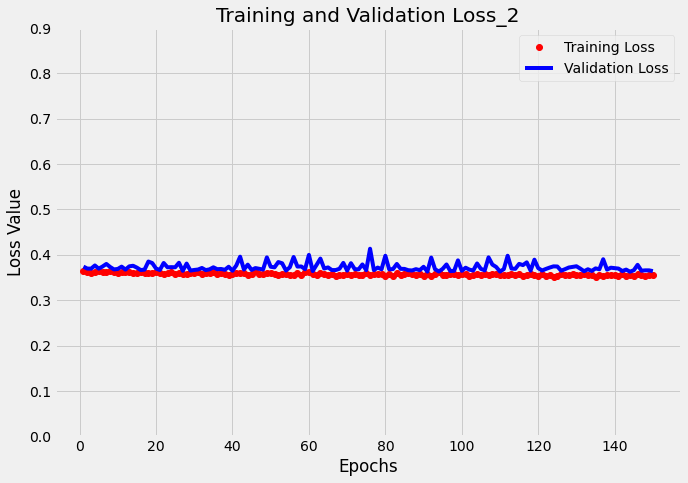 Training and Validation Loss_2
Training Loss
Validation Loss
Loss Value
0.9
0.8
0.7
0.6
0.5
0.4
0.3
0.2
0.1
0.0
0 20 40 60 80 100 120 140
Epochs